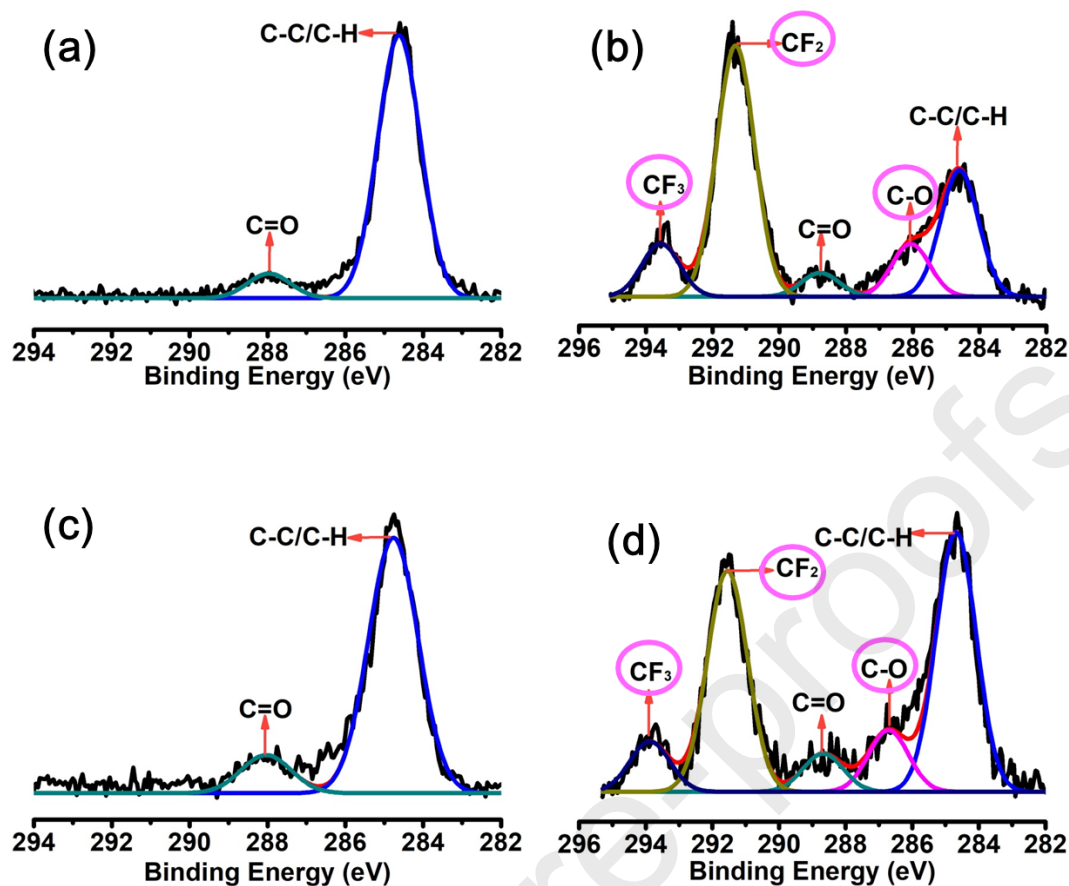 (a)
C-C/C-H
C=O
294 292 290 288 286 284 282
Binding Energy (eV)
(b)
CF₂
C-C/C-H
CF₃
C-O
C=O
296 294 292 290 288 286 284 282
Binding Energy (eV)
(c)
C-C/C-H
C=O
294 292 290 288 286 284 282
Binding Energy (eV)
(d)
C-C/C-H
CF₂
CF₃
C-O
C=O
296 294 292 290 288 286 284 282
Binding Energy (eV)
re-proofs